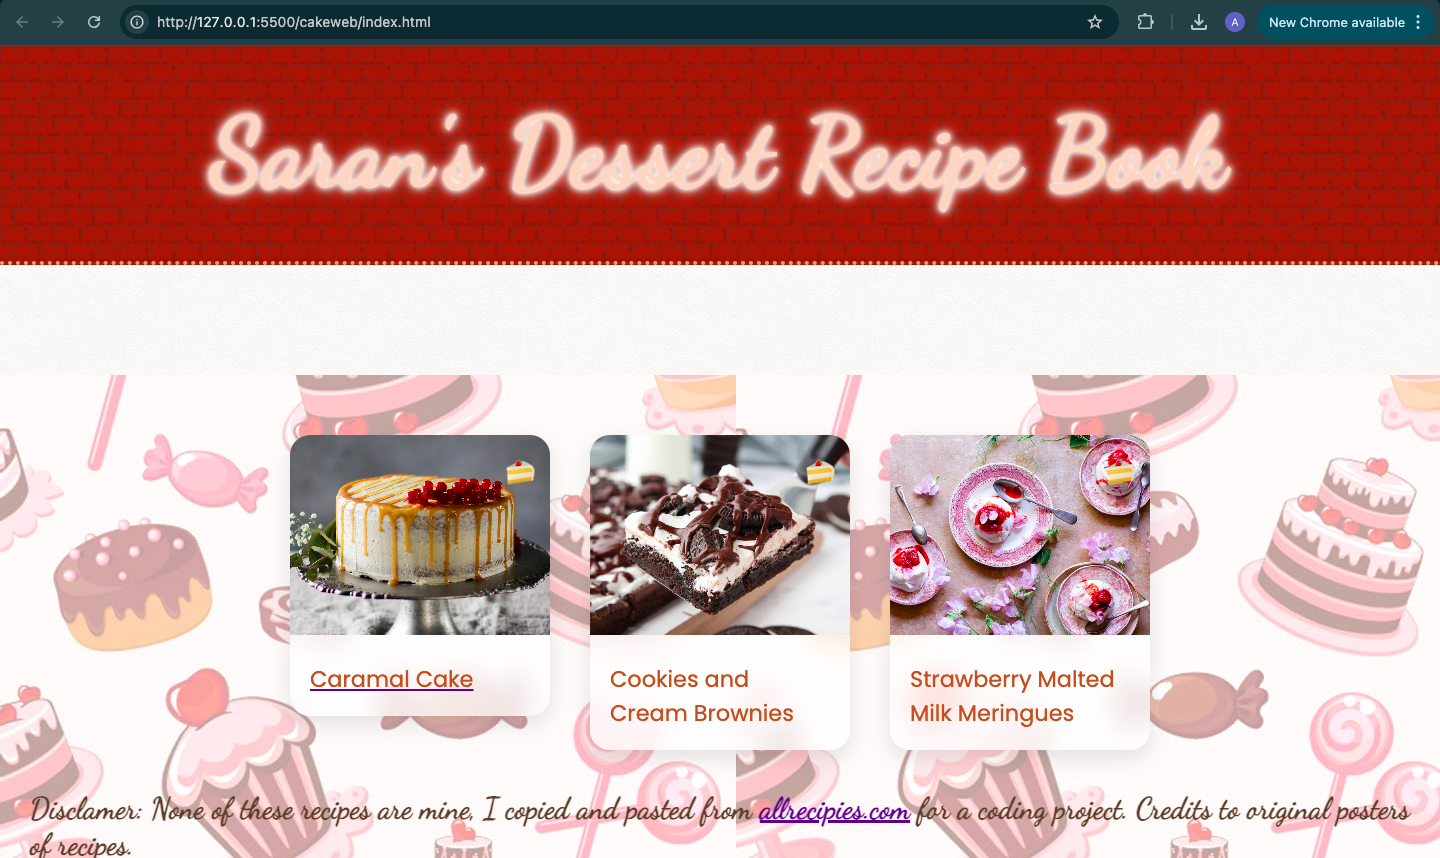 http://127.0.0.1:5500/cakeweb/index.html
A
New Chrome available
Saran's Dessert Recipe Book
Caramal Cake
Cookies and
Cream Brownies
Strawberry Malted
Milk Meringues
Disclamer: None of these recipes are mine, I copied and pasted from allrecipies.com for a coding project. Credits to original posters
of recipes.